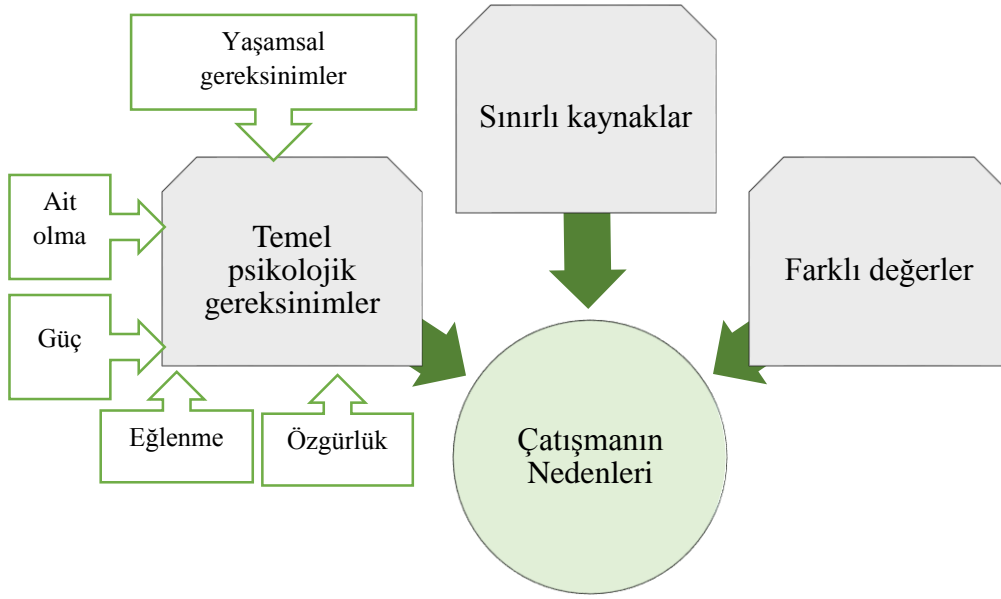 Yaşamsal
gereksinimler
Sınırlı kaynaklar
Ait
olma
Temel
psikolojik
gereksinimler
Farklı değerler
Güç
Eğlenme
Özgürlük
Çatışmanın
Nedenleri